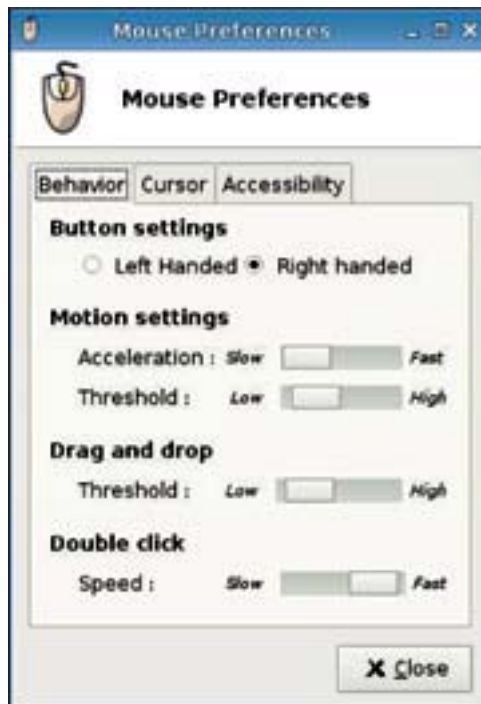 Mouse Preferences
Mouse Preferences
Behavior Cursor Accessibility
Button settings
Left Handed Right handed
Motion settings
Acceleration : Slow Fast
Threshold : Low High
Drag and drop
Threshold : Low High
Double click
Speed : Slow Fast
Close